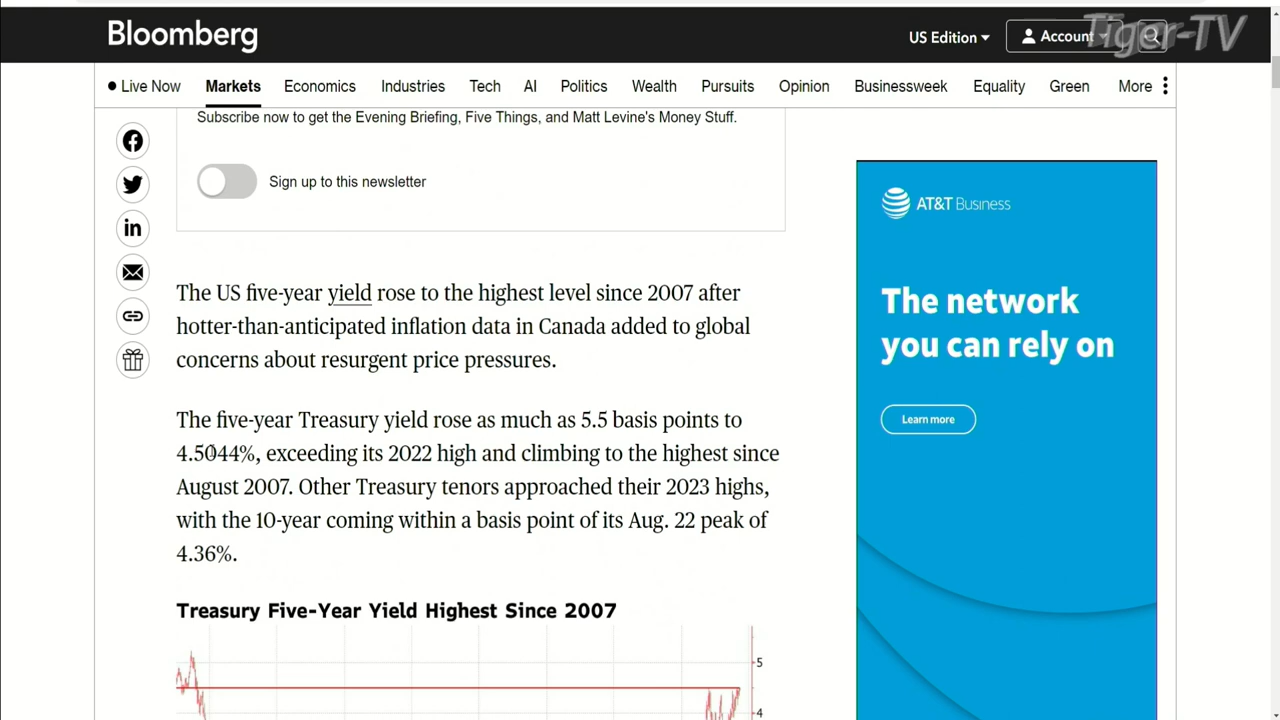 Bloomberg
US Edition
Account
Tiger-TV
Live Now
Markets
Economics
Industries
Tech
AI
Politics
Wealth
Pursuits
Opinion
Businessweek
Equality
Green
More
Subscribe now to get the Evening Briefing, Five Things, and Matt Levine's Money Stuff.
Sign up to this newsletter
The US five-year yield rose to the highest level since 2007 after
hotter-than-anticipated inflation data in Canada added to global
concerns about resurgent price pressures.
The five-year Treasury yield rose as much as 5.5 basis points to
4.5044%, exceeding its 2022 high and climbing to the highest since
August 2007. Other Treasury tenors approached their 2023 highs,
with the 10-year coming within a basis point of its Aug. 22 peak of
4.36%.
Treasury Five-Year Yield Highest Since 2007
5
4
AT&T Business
The network
you can rely on
Learn more